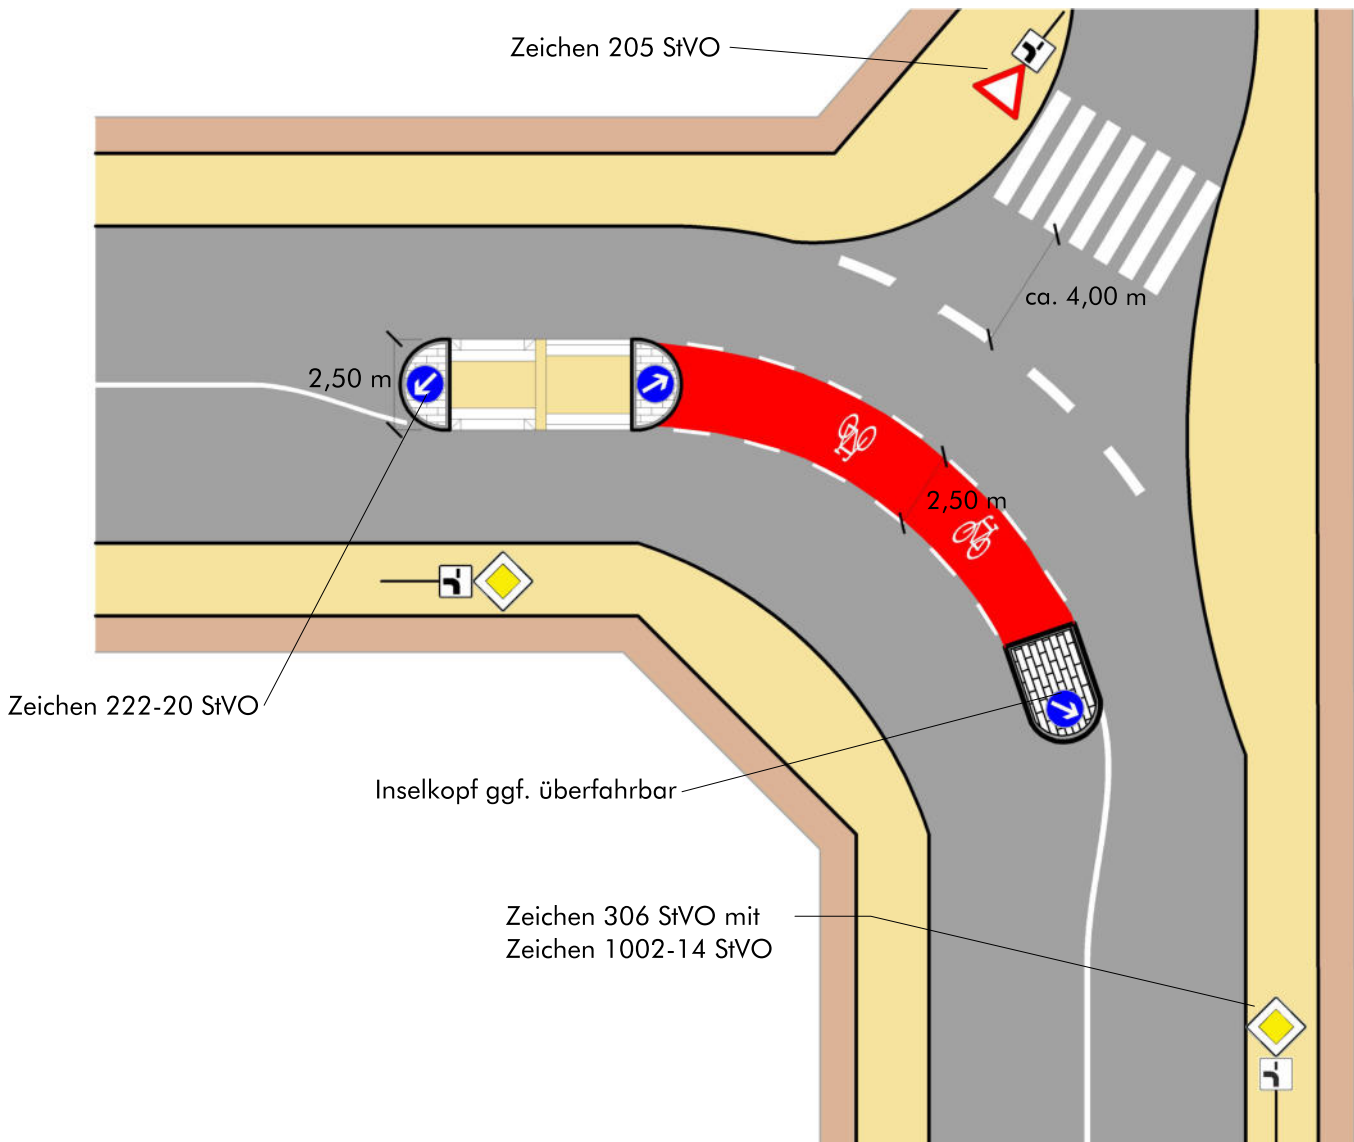 Zeichen 205 StVO
ca. 4,00 m
2,50 m
2,50 m
Zeichen 222-20 StVO
Inselkopf ggf. überfahrbar
Zeichen 306 StVO mit
Zeichen 1002-14 StVO